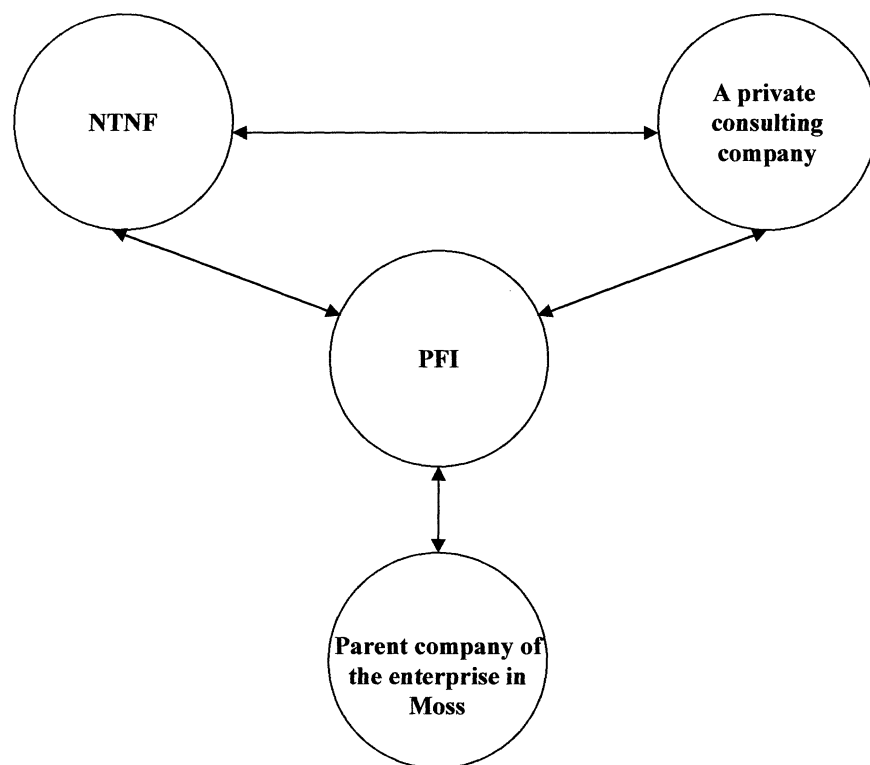 NTNF
A private
consulting
company
PFI
Parent company of
the enterprise in
Moss